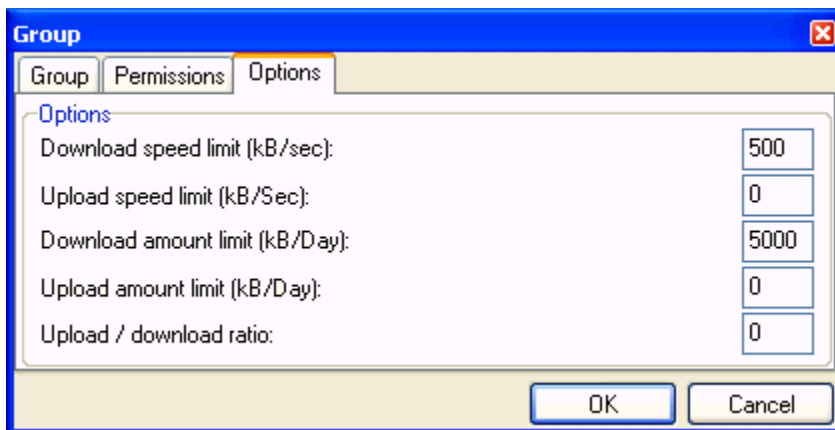 Group
Group Permissions Options
Options
Download speed limit (kB/sec): 500
Upload speed limit (kB/Sec): 0
Download amount limit (kB/Day): 5000
Upload amount limit (kB/Day): 0
Upload / download ratio: 0
OK Cancel